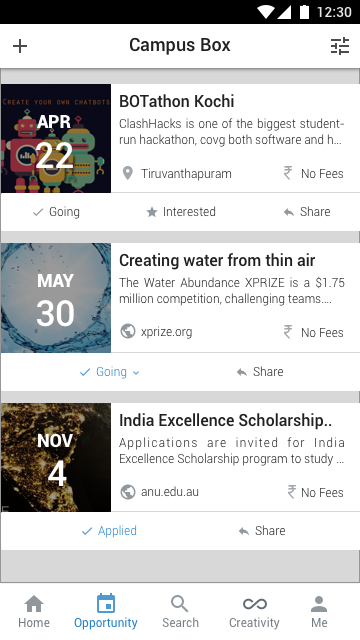 12:30
Campus Box
CREATE YOUR OWN CHATBOTS
APR
22
BOTathon Kochi
ClashHacks is one of the biggest student-
run hackathon, covg both software and h...
Tiruvanthapuram
₹ No Fees
Going
Interested
Share
MAY
30
Creating water from thin air
The Water Abundance XPRIZE is a $1.75
million competition, challenging teams....
xprize.org
₹ No Fees
Going
Share
NOV
4
India Excellence Scholarship..
Applications are invited for India
Excellence Scholarship program to study ...
anu.edu.au
₹ No Fees
Applied
Share
Home
Opportunity
Search
Creativity
Me